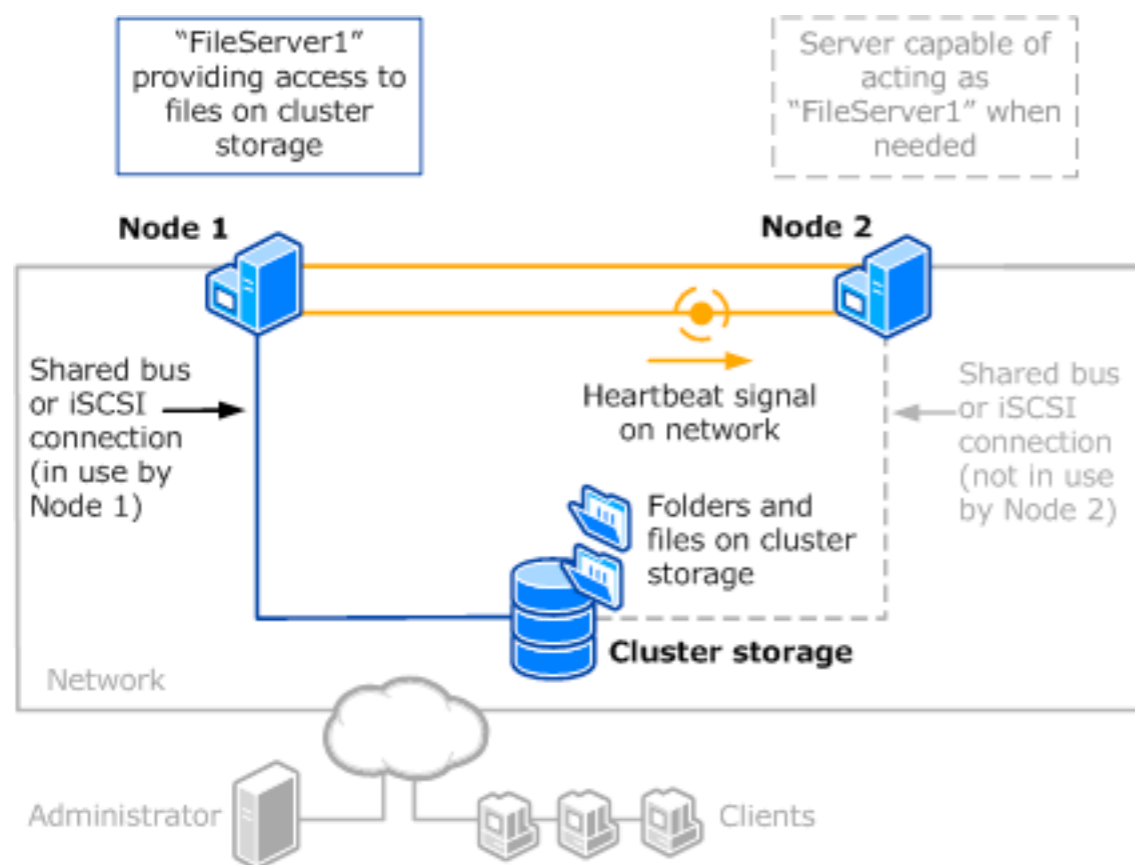 “FileServer1”
providing access to
files on cluster
storage
Server capable of
acting as
“FileServer1” when
needed
Node 1
Node 2
Shared bus
or iSCSI
connection
(in use by
Node 1)
Heartbeat signal
on network
Shared bus
or iSCSI
connection
(not in use
by Node 2)
Folders and
files on cluster
storage
Cluster storage
Network
Administrator
Clients